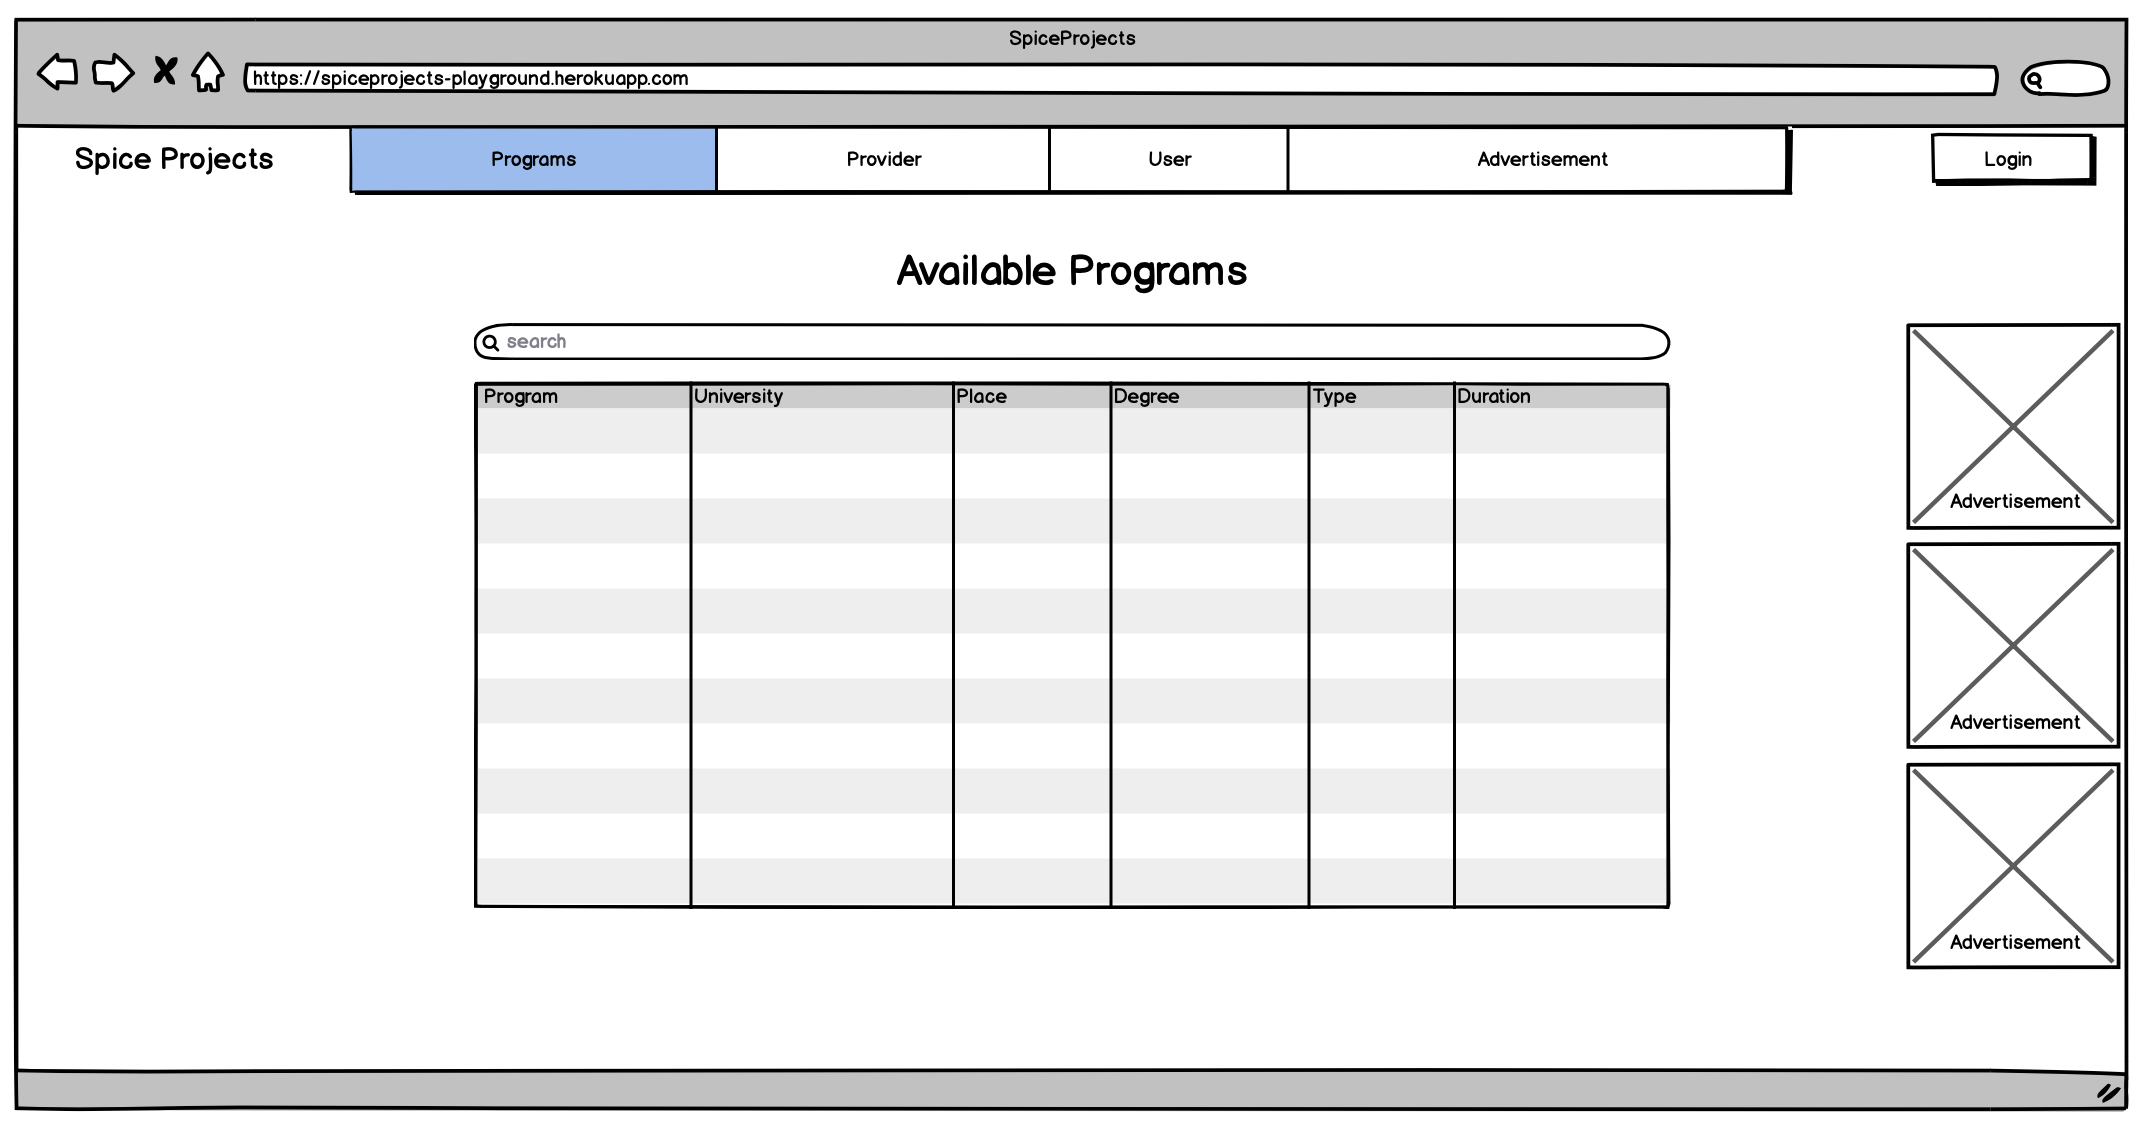 SpiceProjects
https://spiceprojects-playground.herokuapp.com
Spice Projects
Programs
Provider
User
Advertisement
Login
Available Programs
search
Program
University
Place
Degree
Type
Duration
Advertisement
Advertisement
Advertisement